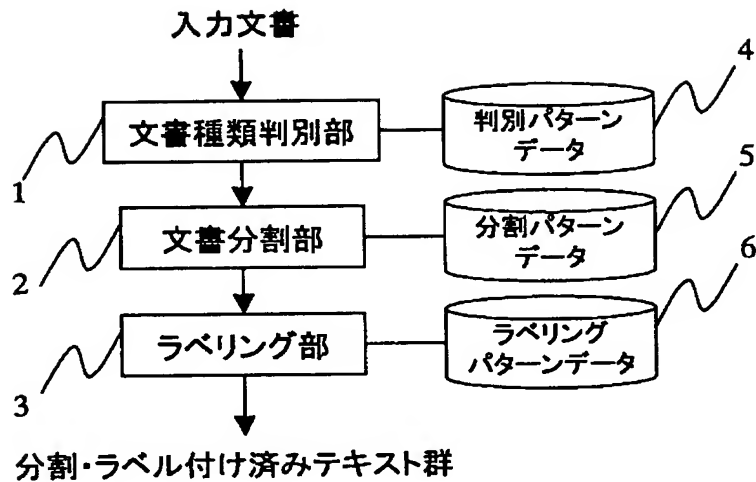 入力文書
4
文書種類判別部
判別パターン
データ
1
5
文書分割部
分割パターン
データ
2
6
ラベリング部
ラベリング
パターンデータ
3
分割・ラベル付け済みテキスト群